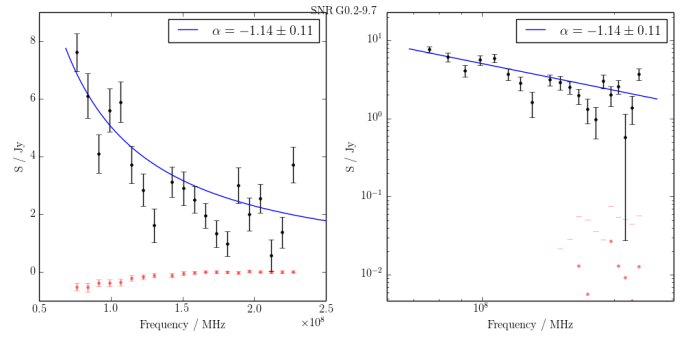 SNR G0.2-9.7
α = −1.14 ± 0.11
8
6
4
2
0
S / Jy
0.5 1.0 1.5 2.0 2.5
×10⁸
Frequency / MHz
α = −1.14 ± 0.11
10¹
10⁰
10⁻¹
10⁻²
S / Jy
10⁸
Frequency / MHz